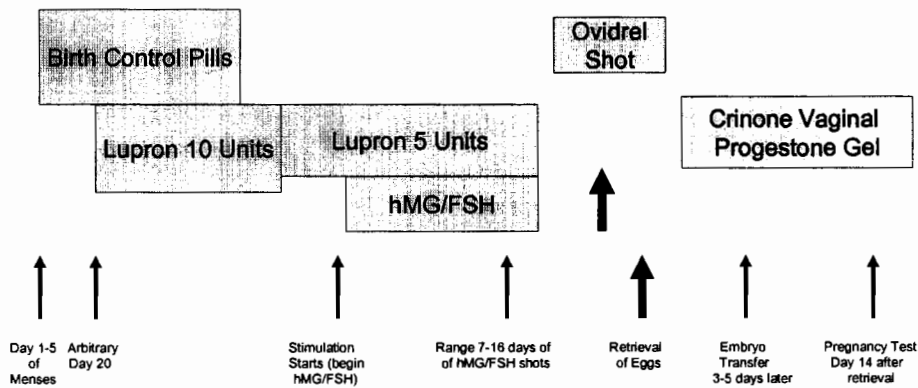 Birth Control Pills
Ovidrel
Shot
Lupron 10 Units
Lupron 5 Units
Crinone Vaginal
Progestone Gel
hMG/FSH
Day 1-5
of
Menses
Arbitrary
Day 20
Stimulation
Starts (begin
hMG/FSH)
Range 7-16 days of
of hMG/FSH shots
Retrieval
of Eggs
Embryo
Transfer
3-5 days later
Pregnancy Test
Day 14 after
retrieval